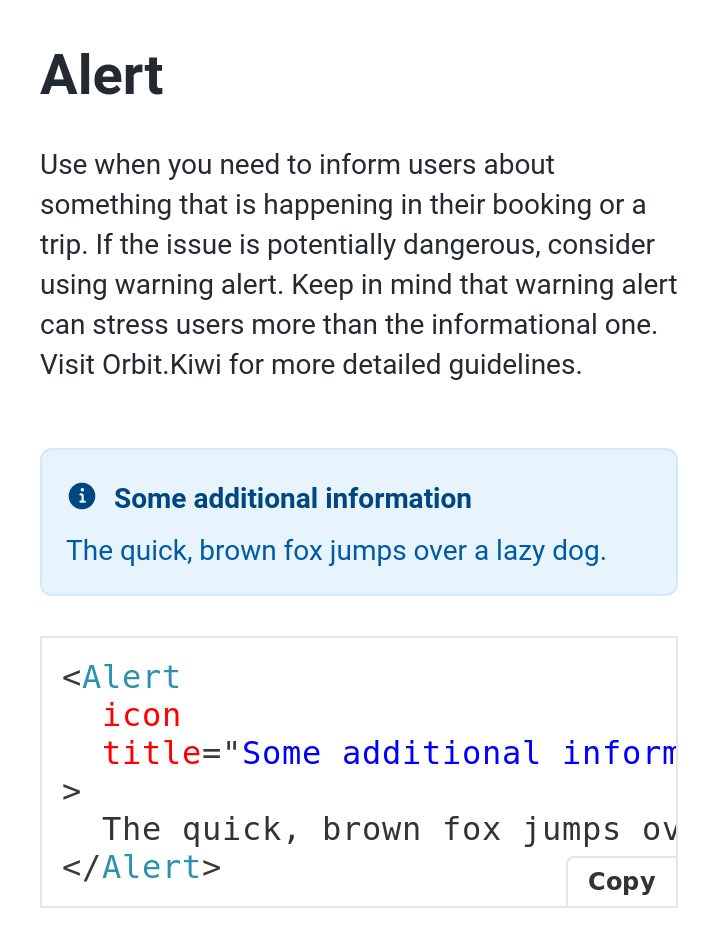 Alert
Use when you need to inform users about
something that is happening in their booking or a
trip. If the issue is potentially dangerous, consider
using warning alert. Keep in mind that warning alert
can stress users more than the informational one.
Visit Orbit.Kiwi for more detailed guidelines.
Some additional information
The quick, brown fox jumps over a lazy dog.
<Alert
  icon
  title="Some additional inform
>
  The quick, brown fox jumps ov
</Alert>
Copy